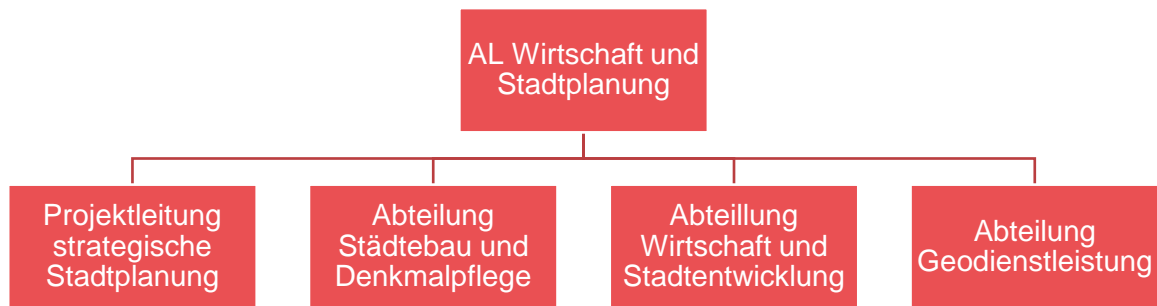 AL Wirtschaft und
Stadtplanung
Projektleitung
strategische
Stadtplanung
Abteilung
Städtebau und
Denkmalpflege
Abteillung
Wirtschaft und
Stadtentwicklung
Abteilung
Geodienstleistung